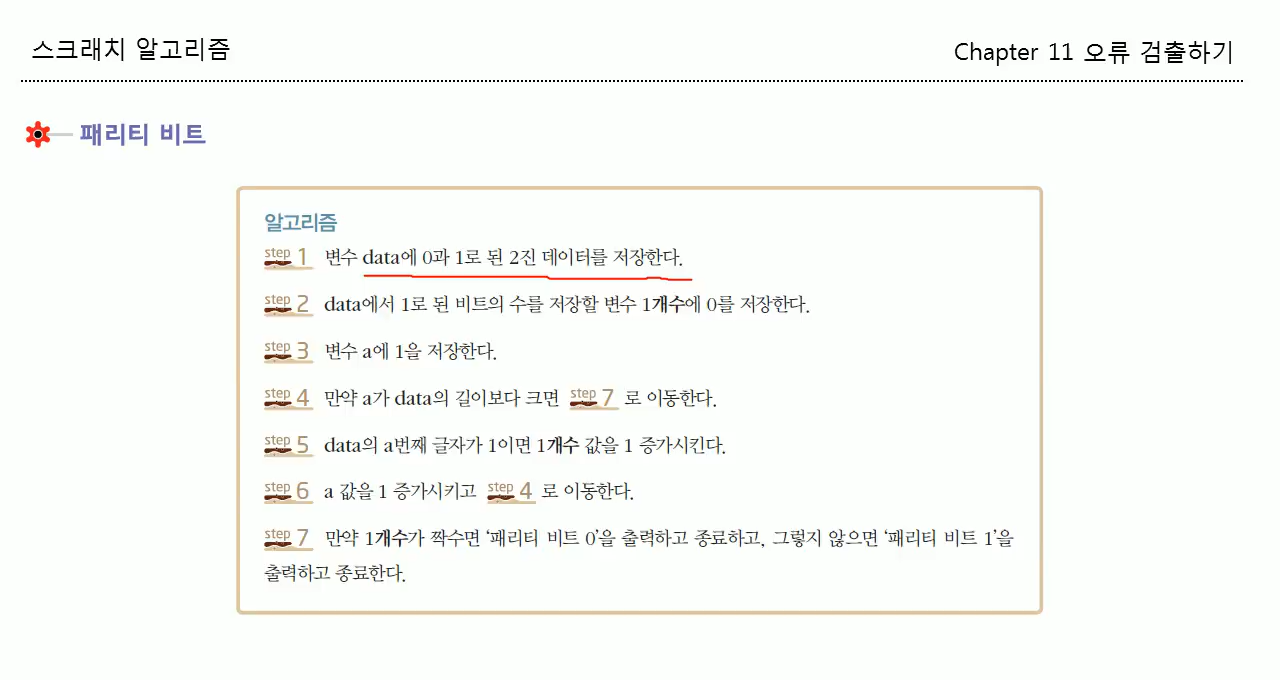 스크래치 알고리즘
Chapter 11 오류 검출하기
패리티 비트
알고리즘
step 1 변수 data에 0과 1로 된 2진 데이터를 저장한다.
step 2 data에서 1로 된 비트의 수를 저장할 변수 1개수에 0를 저장한다.
step 3 변수 a에 1을 저장한다.
step 4 만약 a가 data의 길이보다 크면 step 7 로 이동한다.
step 5 data의 a번째 글자가 1이면 1개수 값을 1 증가시킨다.
step 6 a 값을 1 증가시키고 step 4 로 이동한다.
step 7 만약 1개수가 짝수면 ‘패리티 비트 0’을 출력하고 종료하고, 그렇지 않으면 ‘패리티 비트 1’을
출력하고 종료한다.